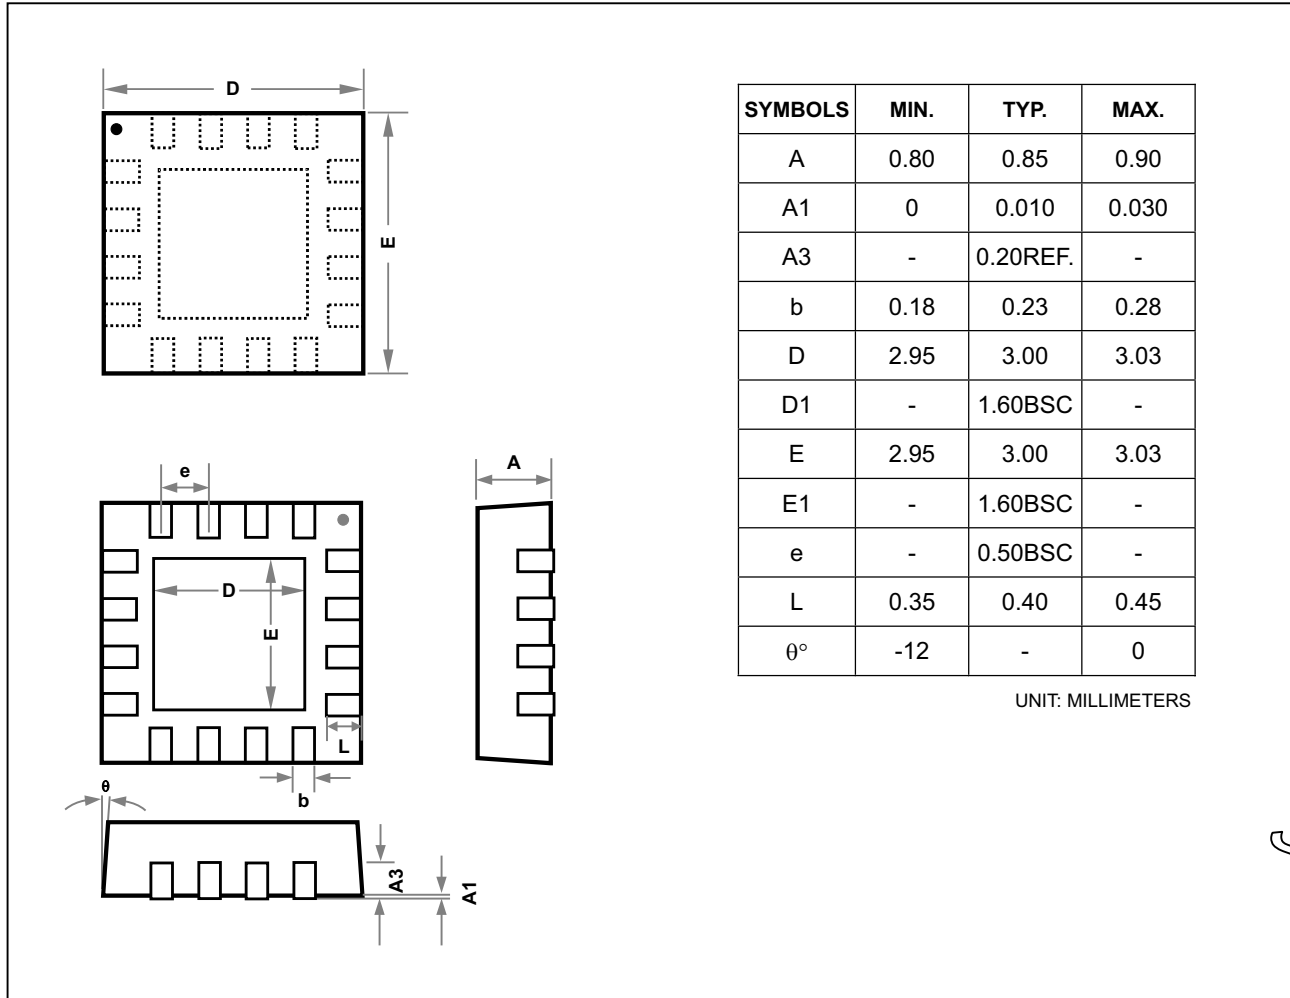 D
E
SYMBOLS MIN. TYP. MAX.
A 0.80 0.85 0.90
A1 0 0.010 0.030
A3 - 0.20REF. -
b 0.18 0.23 0.28
D 2.95 3.00 3.03
D1 - 1.60BSC -
E 2.95 3.00 3.03
E1 - 1.60BSC -
e - 0.50BSC -
L 0.35 0.40 0.45
θ° -12 - 0
UNIT: MILLIMETERS
e
A
D
E
L
b
θ
A3
A1